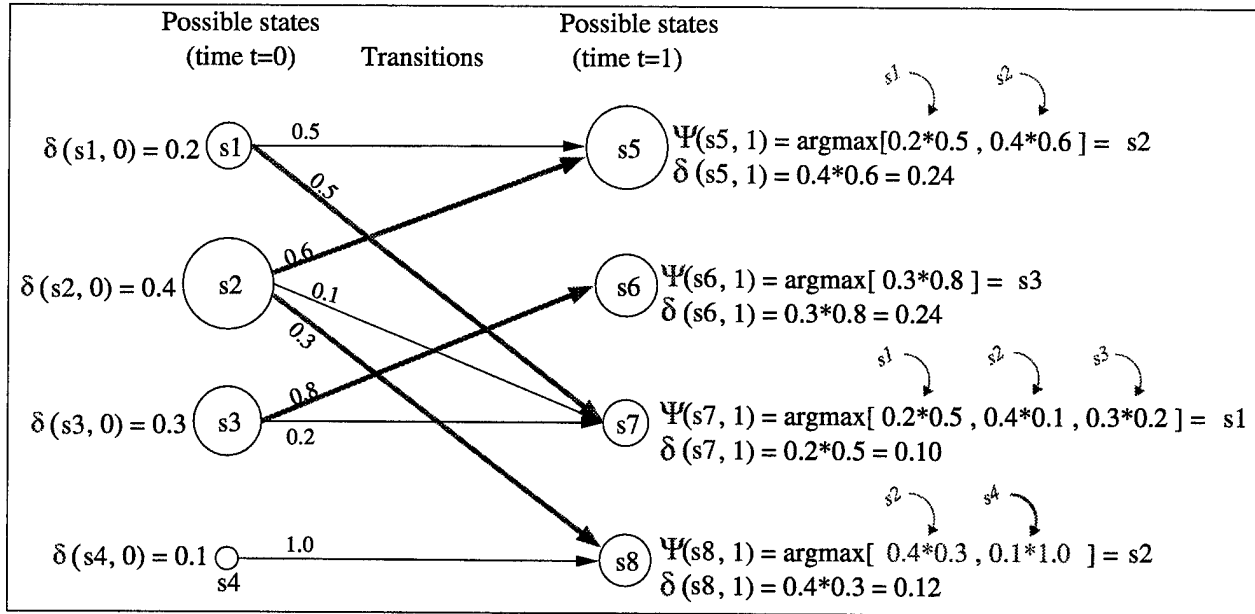 Possible states
(time t=0)
Transitions
Possible states
(time t=1)
s1
s2
δ (s1, 0) = 0.2
s1
0.5
0.5
s5
Ψ(s5, 1) = argmax[0.2*0.5 , 0.4*0.6 ] = s2
δ (s5, 1) = 0.4*0.6 = 0.24
δ (s2, 0) = 0.4
s2
0.6
0.1
0.3
s6
Ψ(s6, 1) = argmax[ 0.3*0.8 ] = s3
δ (s6, 1) = 0.3*0.8 = 0.24
s1
s2
s3
δ (s3, 0) = 0.3
s3
0.8
0.2
s7
Ψ(s7, 1) = argmax[ 0.2*0.5 , 0.4*0.1 , 0.3*0.2 ] = s1
δ (s7, 1) = 0.2*0.5 = 0.10
s2
s4
δ (s4, 0) = 0.1
s4
1.0
s8
Ψ(s8, 1) = argmax[ 0.4*0.3 , 0.1*1.0 ] = s2
δ (s8, 1) = 0.4*0.3 = 0.12